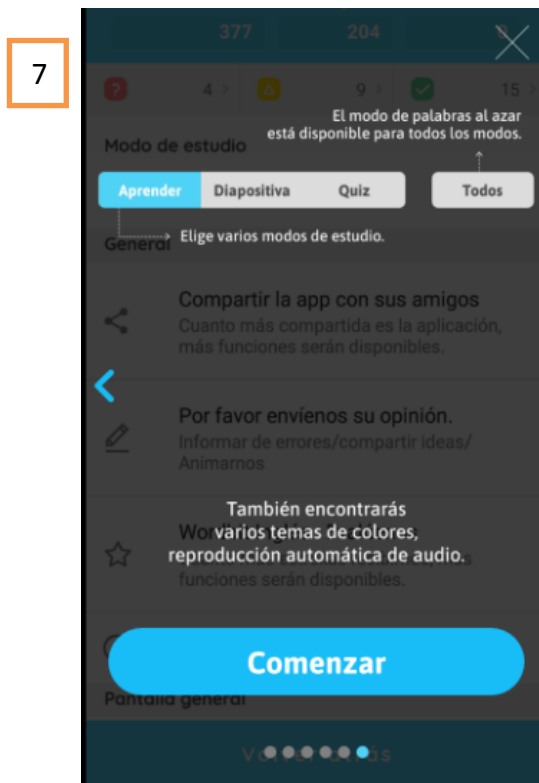 7
377 204
4 > 9 > 15 >
El modo de palabras al azar
Modo de estudio
está disponible para todos los modos.
Aprender Diapositiva Quiz Todos
Elige varios modos de estudio.
General
Compartir la app con sus amigos
Cuanto más compartida es la aplicación,
más funciones serán disponibles.
Por favor envíenos su opinión.
Informar de errores/compartir ideas/
Animarnos
También encontrarás
varios temas de colores,
reproducción automática de audio.
funciones serán disponibles.
Comenzar
Pantalla general